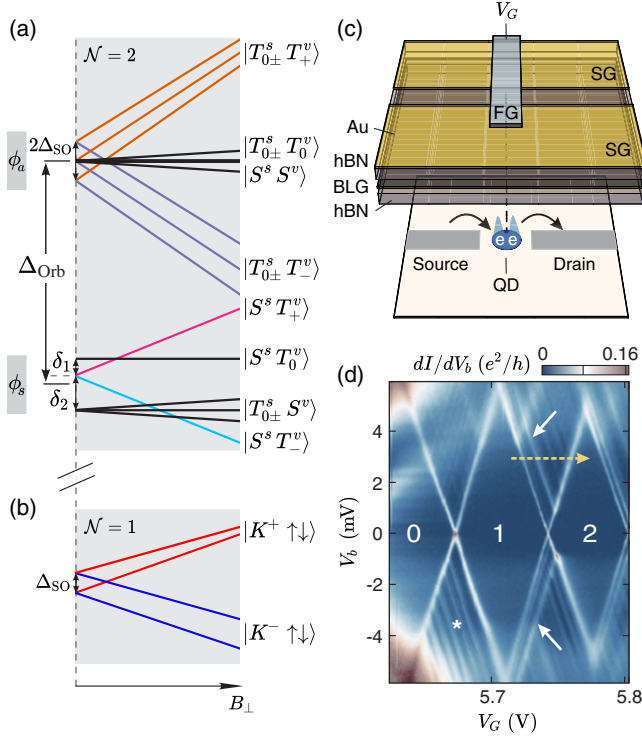 (a)
𝒩 = 2
|T^s_{0±} T^v_+⟩
2Δ_SO
ϕ_a
|T^s_{0±} T^v_0⟩
|S^s S^v⟩
Δ_Orb
|T^s_{0±} T^v_−⟩
|S^s T^v_+⟩
δ_1
|S^s T^v_0⟩
ϕ_s
δ_2
|T^s_{0±} S^v⟩
|S^s T^v_−⟩
(b)
𝒩 = 1
|K^+ ↑↓⟩
Δ_SO
|K^− ↑↓⟩
B_⊥
(c)
V_G
SG
FG
Au
SG
hBN
BLG
hBN
e e
Source
Drain
QD
(d)
dI/dV_b (e²/h)
0
0.16
4
2
0
-2
-4
V_b (mV)
0
1
2
*
5.7
5.8
V_G (V)